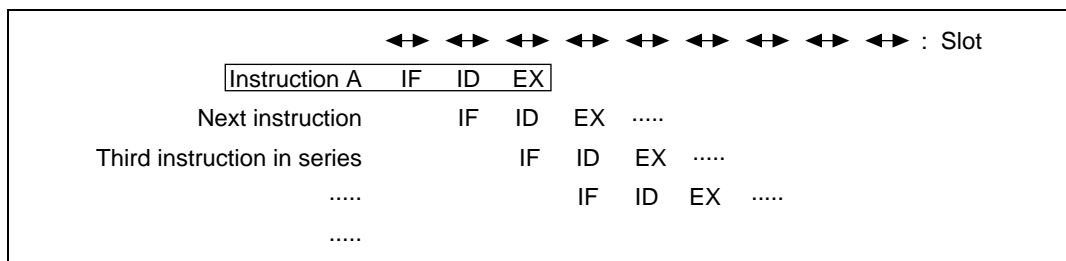 : Slot
Instruction A IF ID EX
Next instruction IF ID EX .....
Third instruction in series IF ID EX .....
..... IF ID EX .....
.....